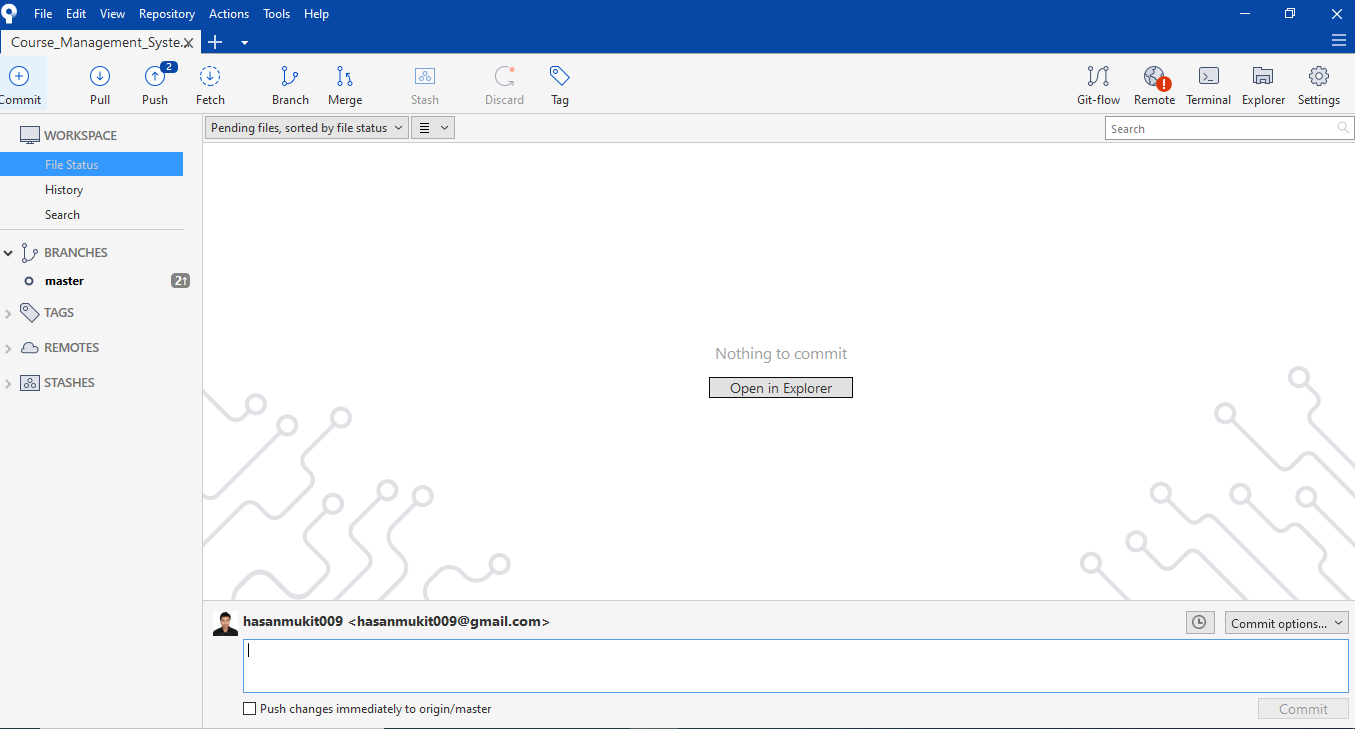 File Edit View Repository Actions Tools Help
Course_Management_Syste.
2
Commit Pull Push Fetch Branch Merge Stash Discard Tag Git-flow Remote Terminal Explorer Settings
WORKSPACE
Pending files, sorted by file status
Search
File Status
History
Search
BRANCHES
master 2↑
TAGS
REMOTES
STASHES
Nothing to commit
Open in Explorer
hasanmukit009 <hasanmukit009@gmail.com>
Commit options...
Push changes immediately to origin/master
Commit